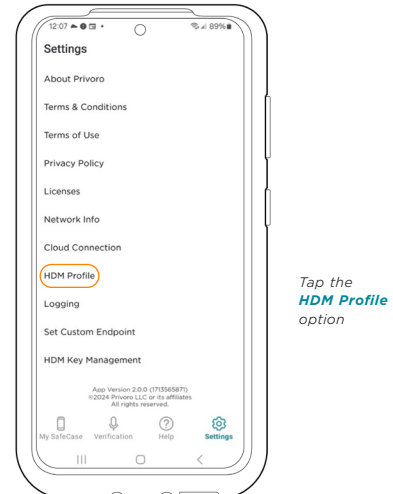 12:07
89%
Settings
About Privoro
Terms & Conditions
Terms of Use
Privacy Policy
Licenses
Network Info
Cloud Connection
HDM Profile
Logging
Set Custom Endpoint
HDM Key Management
App Version 2.0.0 (1713565871)
©2024 Privoro LLC or its affiliates
All rights reserved.
My SafeCase Verification Help Settings
Tap the
HDM Profile
option